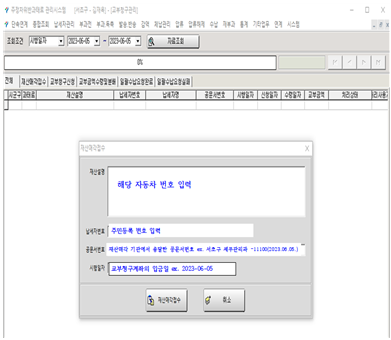 주정차위반과태료 관리시스템 - [서초구 - 김재욱] - [교부청구관리]
단속연계 종합조회 납세자관리 부과전 부과·독촉 발송·반송 감액 체납관리 압류 압류해제 수납 과부과 통계 기타업무 연계 시스템
조회조건 시행일자 2023-06-05 ~ 2023-06-05 자료조회
0%
전체 재산매각접수 교부청구신청 교부금액수령및분배 일괄수납요청완료 일괄수납요청실패
시군구 과태료 재산설명 납세자번호 납세자명 공문서번호 시행일자 신청일자 수령일자 교부금액 처리상태
재산매각접수
재산설명 해당 자동차 번호 입력
납세자번호 주민등록 번호 입력
공문서번호 재산매각 기관에서 송달한 공문서번호 ex. 서초구 세무관리과 -11100(2023.06.05.)
시행일자 교부청구계좌의 입금일 ex. 2023-06-05
재산매각접수 취소